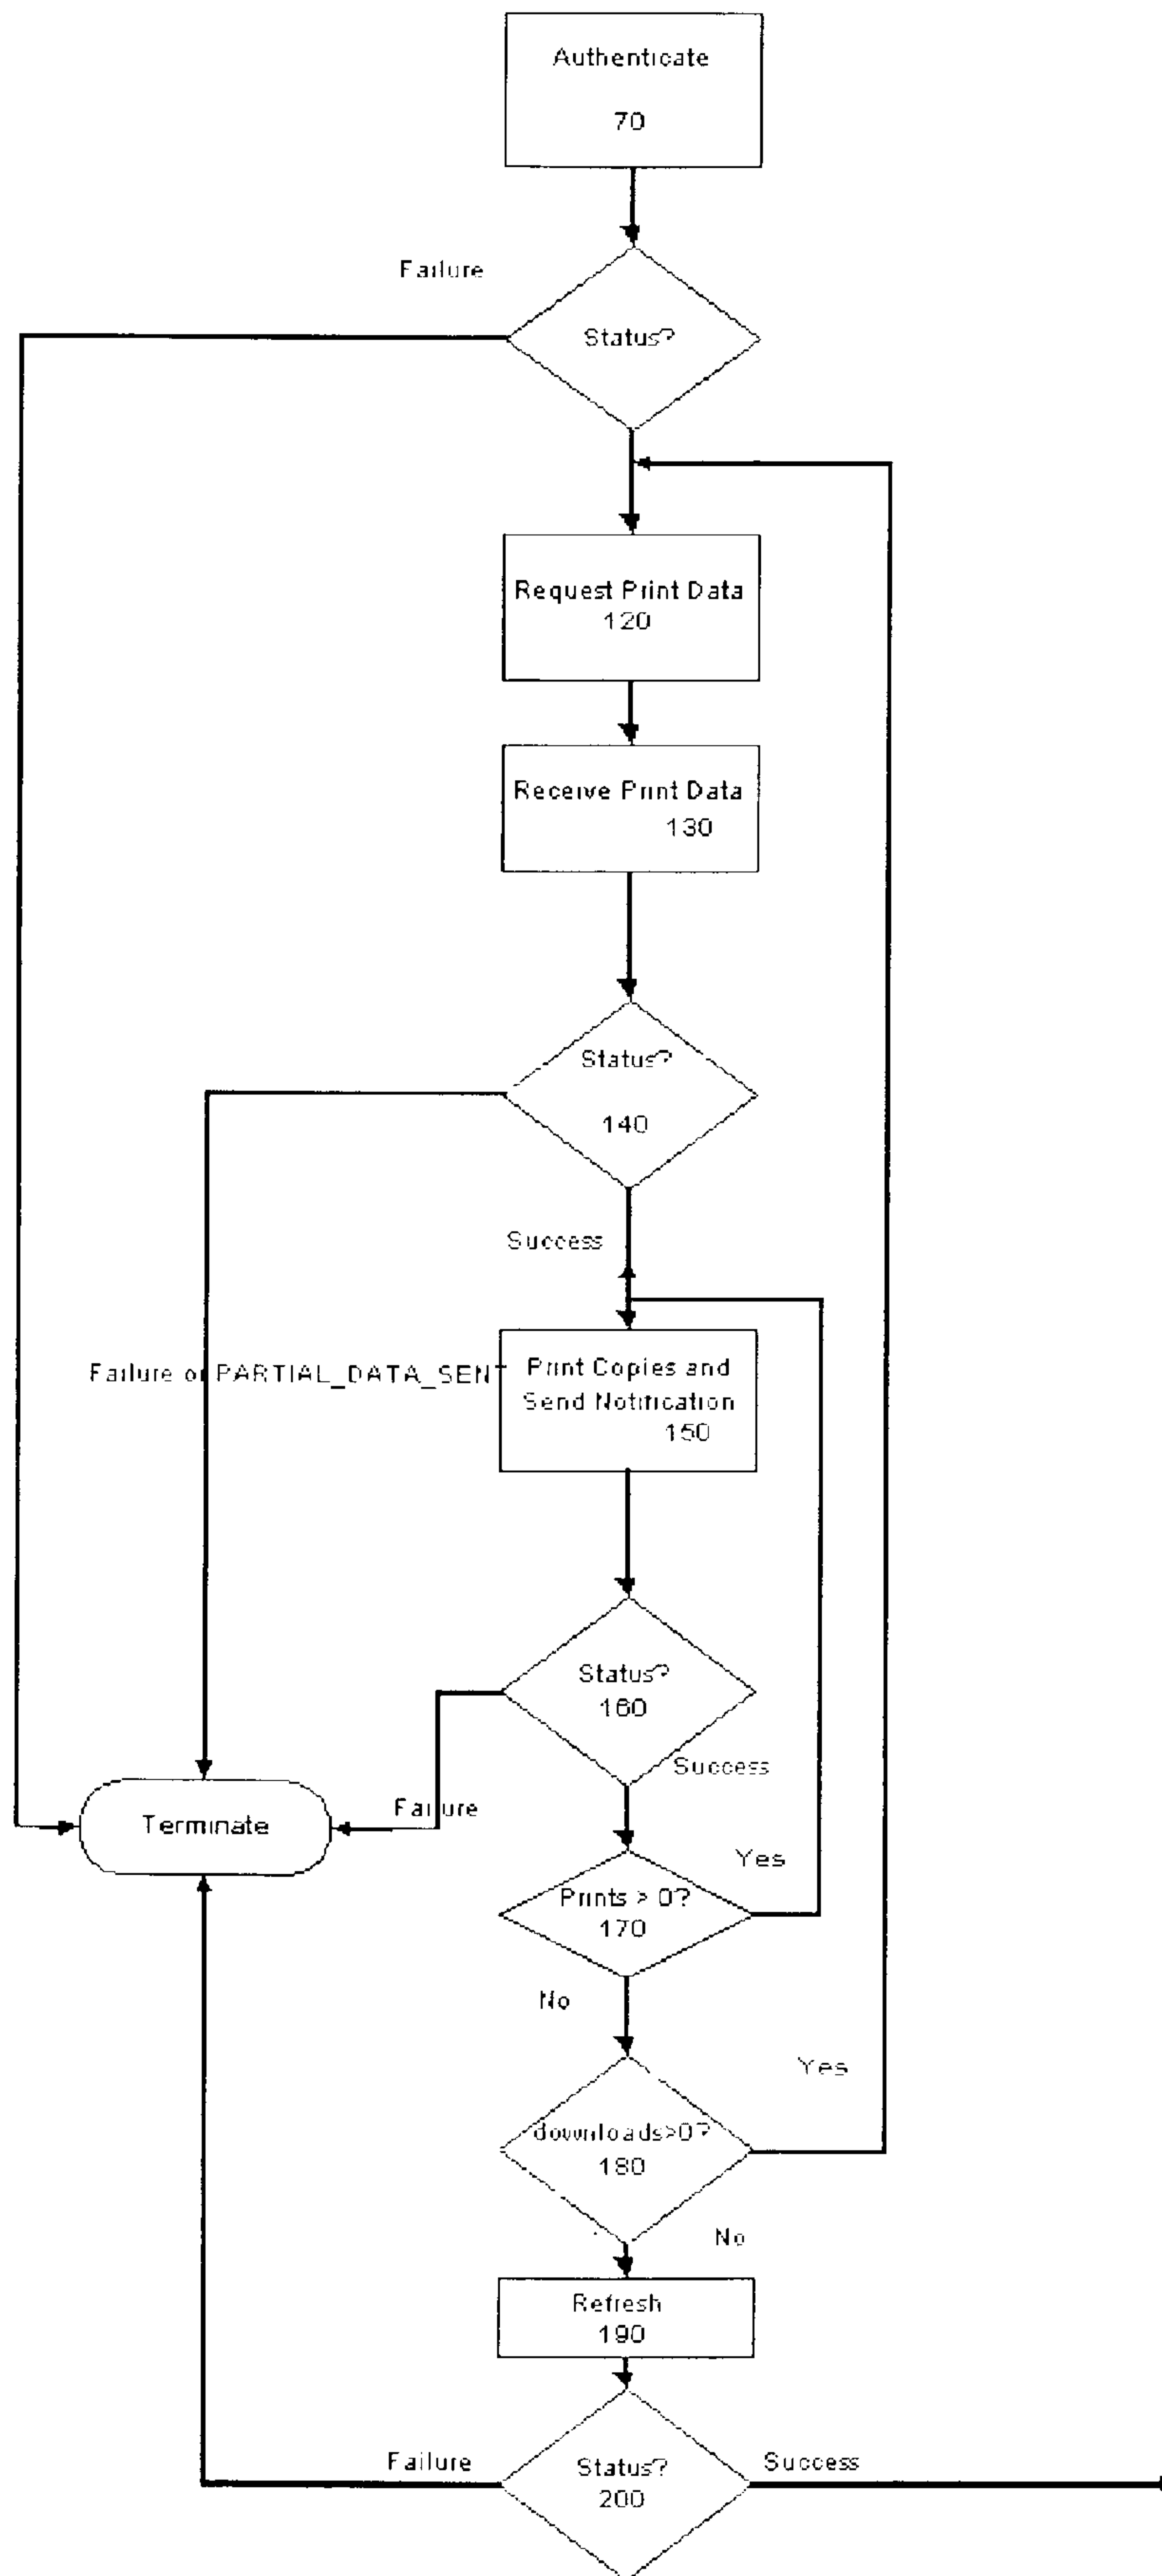 Authenticate
70
Failure
Status?
Request Print Data
120
Receive Print Data
130
Status?
140
Success
Failure or PARTIAL_DATA_SENT
Print Copies and
Send Notification
150
Status?
160
Success
Terminate
Failure
Yes
Prints > 0?
170
No
Yes
downloads>0?
180
No
Refresh
190
Failure
Status?
200
Success